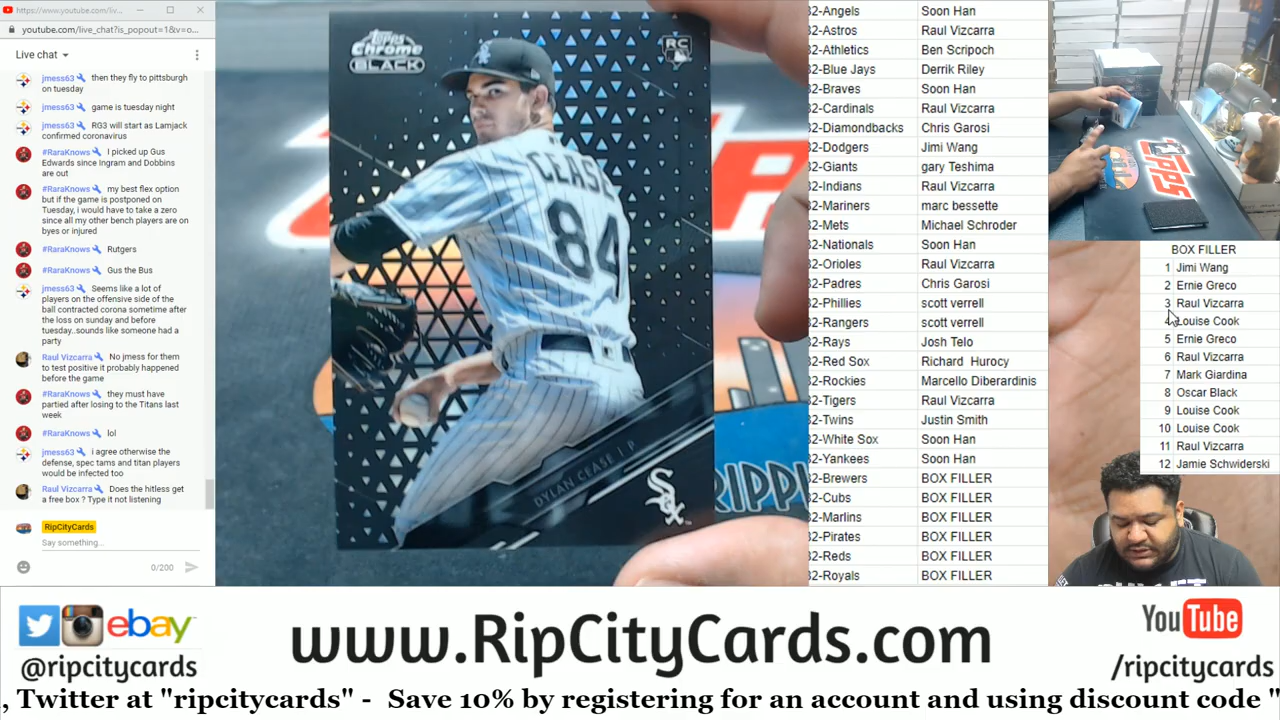 https://www.youtube.com/liv...
youtube.com/live_chat?is_popout=1&v=o...
Live chat
jmess63 then they fly to pittsburgh
on tuesday
jmess63 game is tuesday night
jmess63 RG3 will start as Lamjack
confirmed coronavirus
#RaraKnows I picked up Gus
Edwards since Ingram and Dobbins
are out
#RaraKnows my best flex option
but if the game is postponed on
Tuesday, i would have to take a zero
since all my other bench players are on
byes or injured
#RaraKnows Rutgers
#RaraKnows Gus the Bus
jmess63 Seems like a lot of
players on the offensive side of the
ball contracted corona sometime after
the loss on sunday and before
tuesday..sounds like someone had a
party
Raul Vizcarra No jmess for them
to test positive it probably happened
before the game
#RaraKnows they must have
partied after losing to the Titans last
week
#RaraKnows lol
jmess63 i agree otherwise the
defense, spec tams and titan players
would be infected too
Raul Vizcarra Does the hitless get
a free box ? Type it not listening
RipCityCards
Say something...
0/200
Topps
Chrome
BLACK
RC
CEASE
84
DYLAN CEASE | P
Sox
RIPP
TOPPS
32-Angels Soon Han
32-Astros Raul Vizcarra
32-Athletics Ben Scripoch
32-Blue Jays Derrik Riley
32-Braves Soon Han
32-Cardinals Raul Vizcarra
32-Diamondbacks Chris Garosi
32-Dodgers Jimi Wang
32-Giants gary Teshima
32-Indians Raul Vizcarra
32-Mariners marc bessette
32-Mets Michael Schroder
32-Nationals Soon Han
32-Orioles Raul Vizcarra
32-Padres Chris Garosi
32-Phillies scott verrell
32-Rangers scott verrell
32-Rays Josh Telo
32-Red Sox Richard Hurocy
32-Rockies Marcello Diberardinis
32-Tigers Raul Vizcarra
32-Twins Justin Smith
32-White Sox Soon Han
32-Yankees Soon Han
32-Brewers BOX FILLER
32-Cubs BOX FILLER
32-Marlins BOX FILLER
32-Pirates BOX FILLER
32-Reds BOX FILLER
32-Royals BOX FILLER
BOX FILLER
1 Jimi Wang
2 Ernie Greco
3 Raul Vizcarra
4 Louise Cook
5 Ernie Greco
6 Raul Vizcarra
7 Mark Giardina
8 Oscar Black
9 Louise Cook
10 Louise Cook
11 Raul Vizcarra
12 Jamie Schwiderski
ebay
@ripcitycards
www.RipCityCards.com
YouTube
/ripcitycards
, Twitter at "ripcitycards" - Save 10% by registering for an account and using discount code "